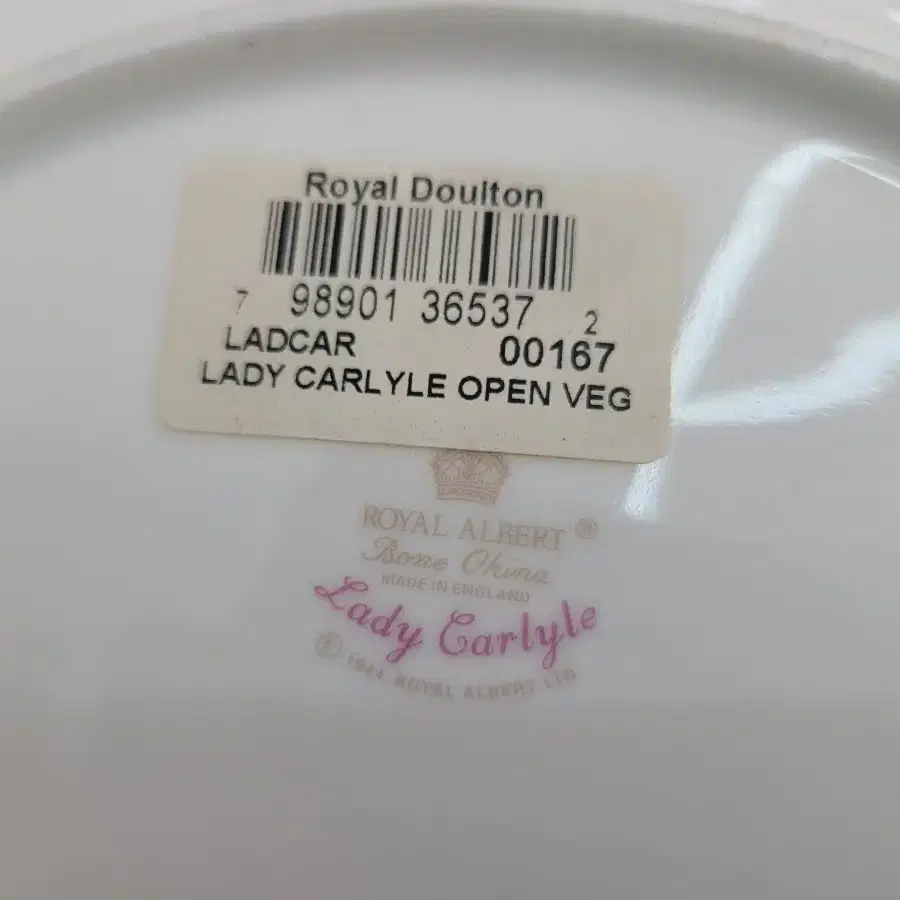 Royal Doulton
7 98901 36537 2
LADCAR 00167
LADY CARLYLE OPEN VEG
ROYAL ALBERT ®
Bone China
MADE IN ENGLAND
Lady Carlyle
© 1944 ROYAL ALBERT LTD